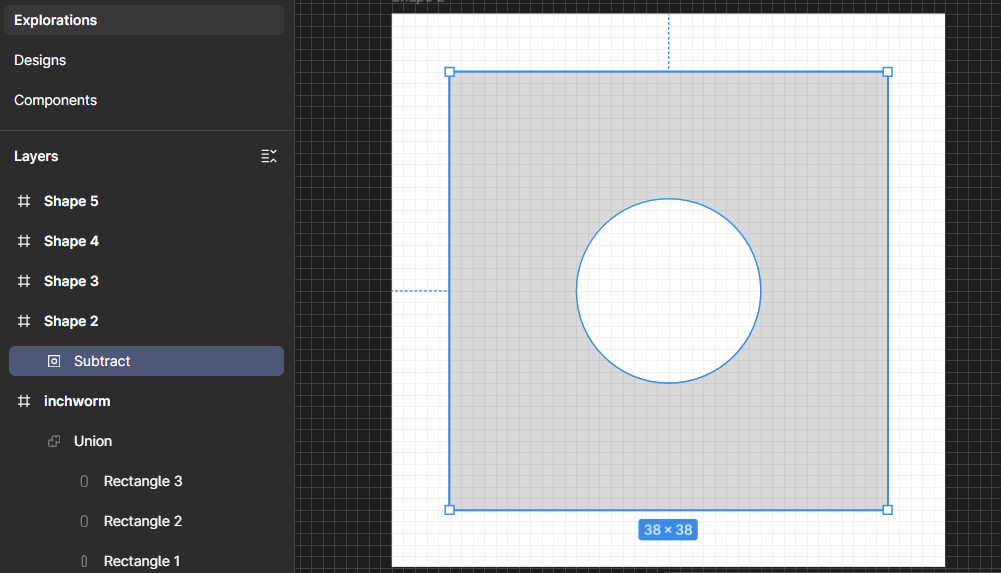 Explorations
Designs
Components
Layers
Shape 5
Shape 4
Shape 3
Shape 2
Subtract
inchworm
Union
Rectangle 3
Rectangle 2
Rectangle 1
38 × 38